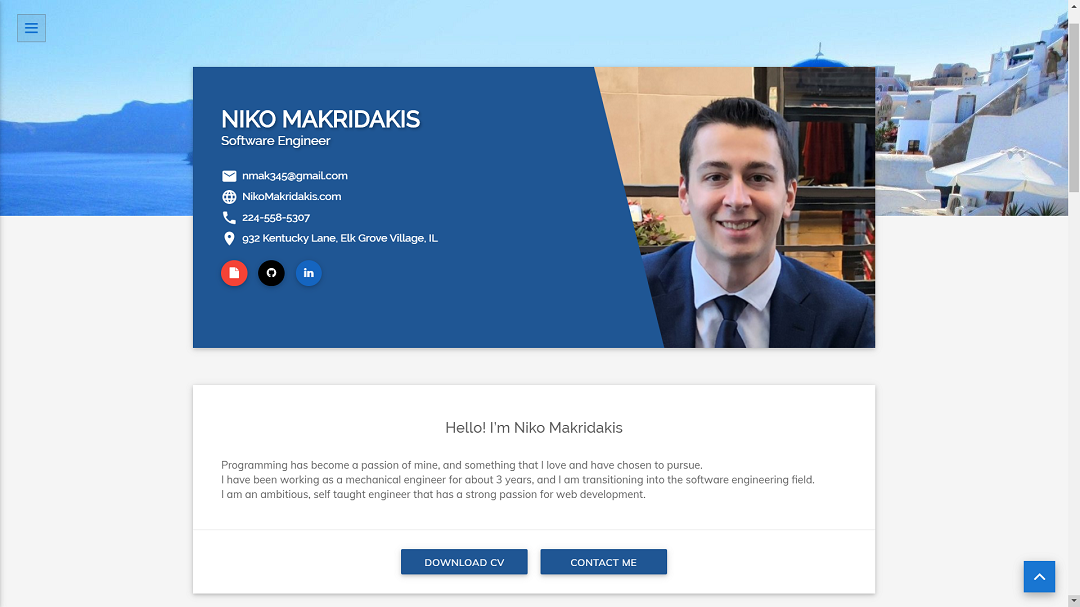 NIKO MAKRIDAKIS
Software Engineer
nmak345@gmail.com
NikoMakridakis.com
224-558-5307
932 Kentucky Lane, Elk Grove Village, IL
in
Hello! I'm Niko Makridakis
Programming has become a passion of mine, and something that I love and have chosen to pursue.
I have been working as a mechanical engineer for about 3 years, and I am transitioning into the software engineering field.
I am an ambitious, self taught engineer that has a strong passion for web development.
DOWNLOAD CV CONTACT ME